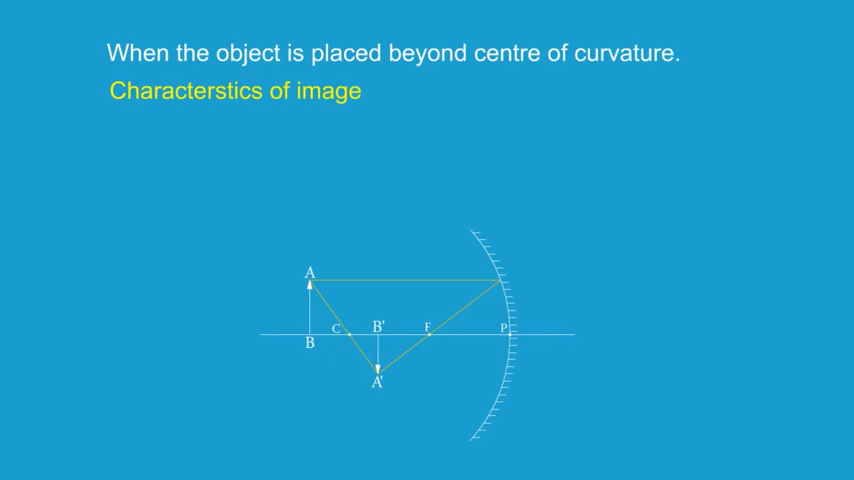 When the object is placed beyond centre of curvature.
Characterstics of image
A
C B' F P
B
A'